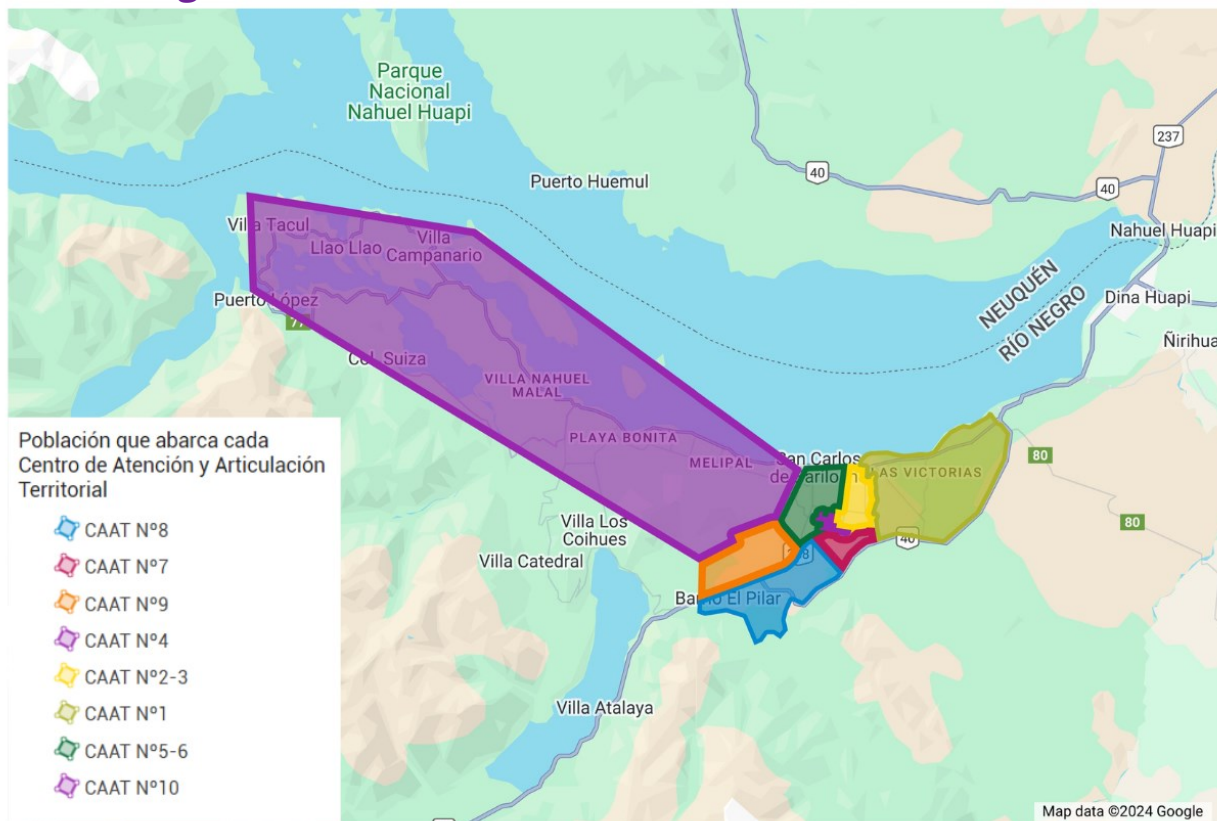 Parque
Nacional
Nahuel Huapi
237
40
40
Puerto Huemul
Nahuel Huapi
Villa Tacul
Llao Llao
Villa
Campanario
NEUQUÉN
RÍO NEGRO
Dina Huapi
Puerto López
77
Ñirihua
Col. Suiza
VILLA NAHUEL
MALAL
PLAYA BONITA
MELIPAL
San Carlos
de Bariloche
LAS VICTORIAS
80
80
40
Villa Los
Coihues
Villa Catedral
Barrio El Pilar
Villa Atalaya
Población que abarca cada
Centro de Atención y Articulación
Territorial
CAAT Nº8
CAAT Nº7
CAAT Nº9
CAAT Nº4
CAAT Nº2-3
CAAT Nº1
CAAT Nº5-6
CAAT Nº10
Map data ©2024 Google